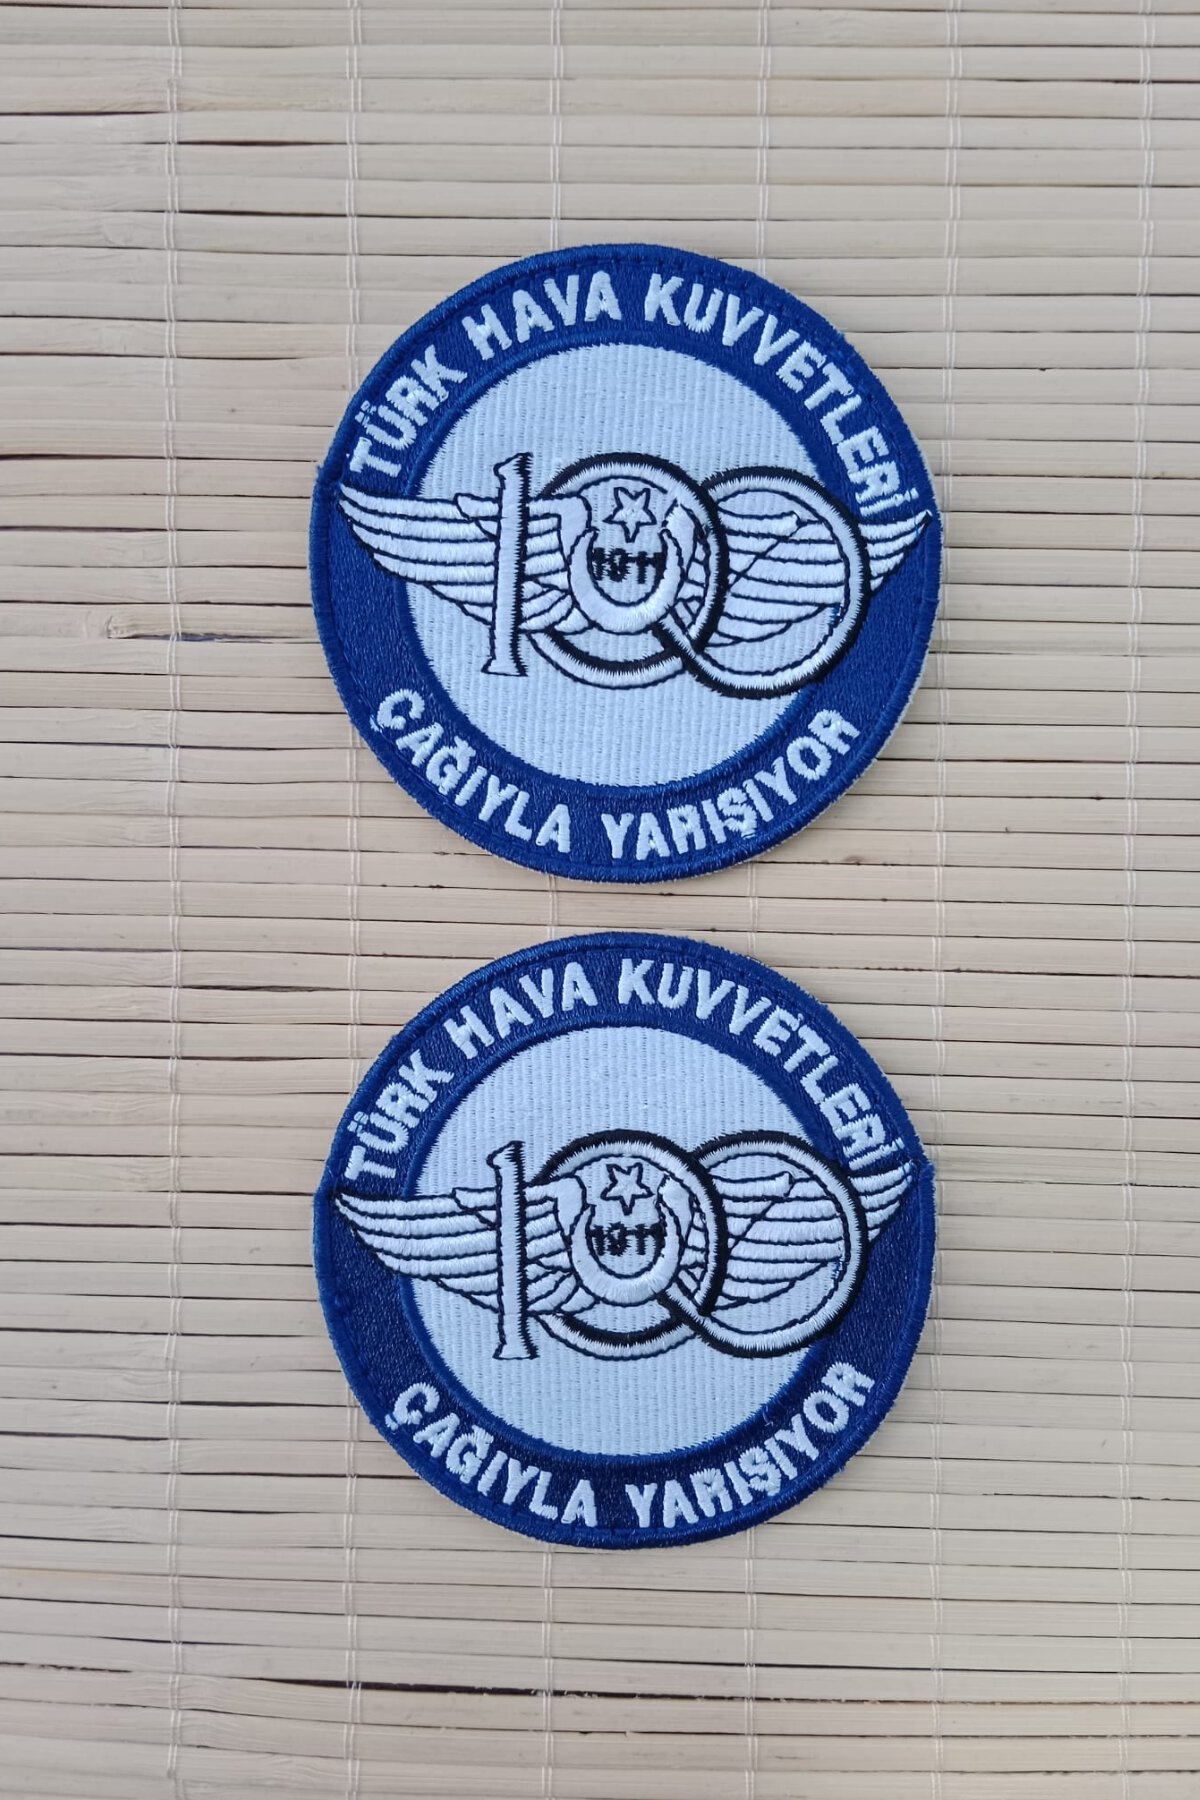 TÜRK HAVA KUVVETLERİ
100
1911
ÇAĞIYLA YARIŞIYOR
TÜRK HAVA KUVVETLERİ
100
1911
ÇAĞIYLA YARIŞIYOR